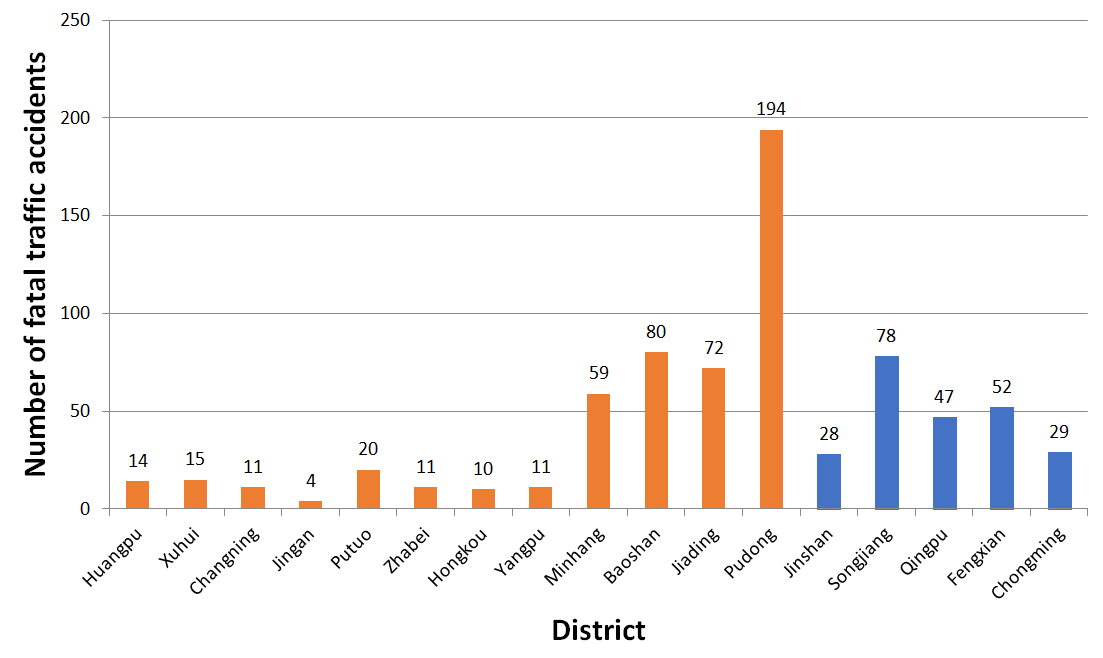 Number of fatal traffic accidents
250
200
150
100
50
0
14
15
11
4
20
11
10
11
59
80
72
194
28
78
47
52
29
Huangpu
Xuhui
Changning
Jingan
Putuo
Zhabei
Hongkou
Yangpu
Minhang
Baoshan
Jiading
Pudong
Jinshan
Songjiang
Qingpu
Fengxian
Chongming
District